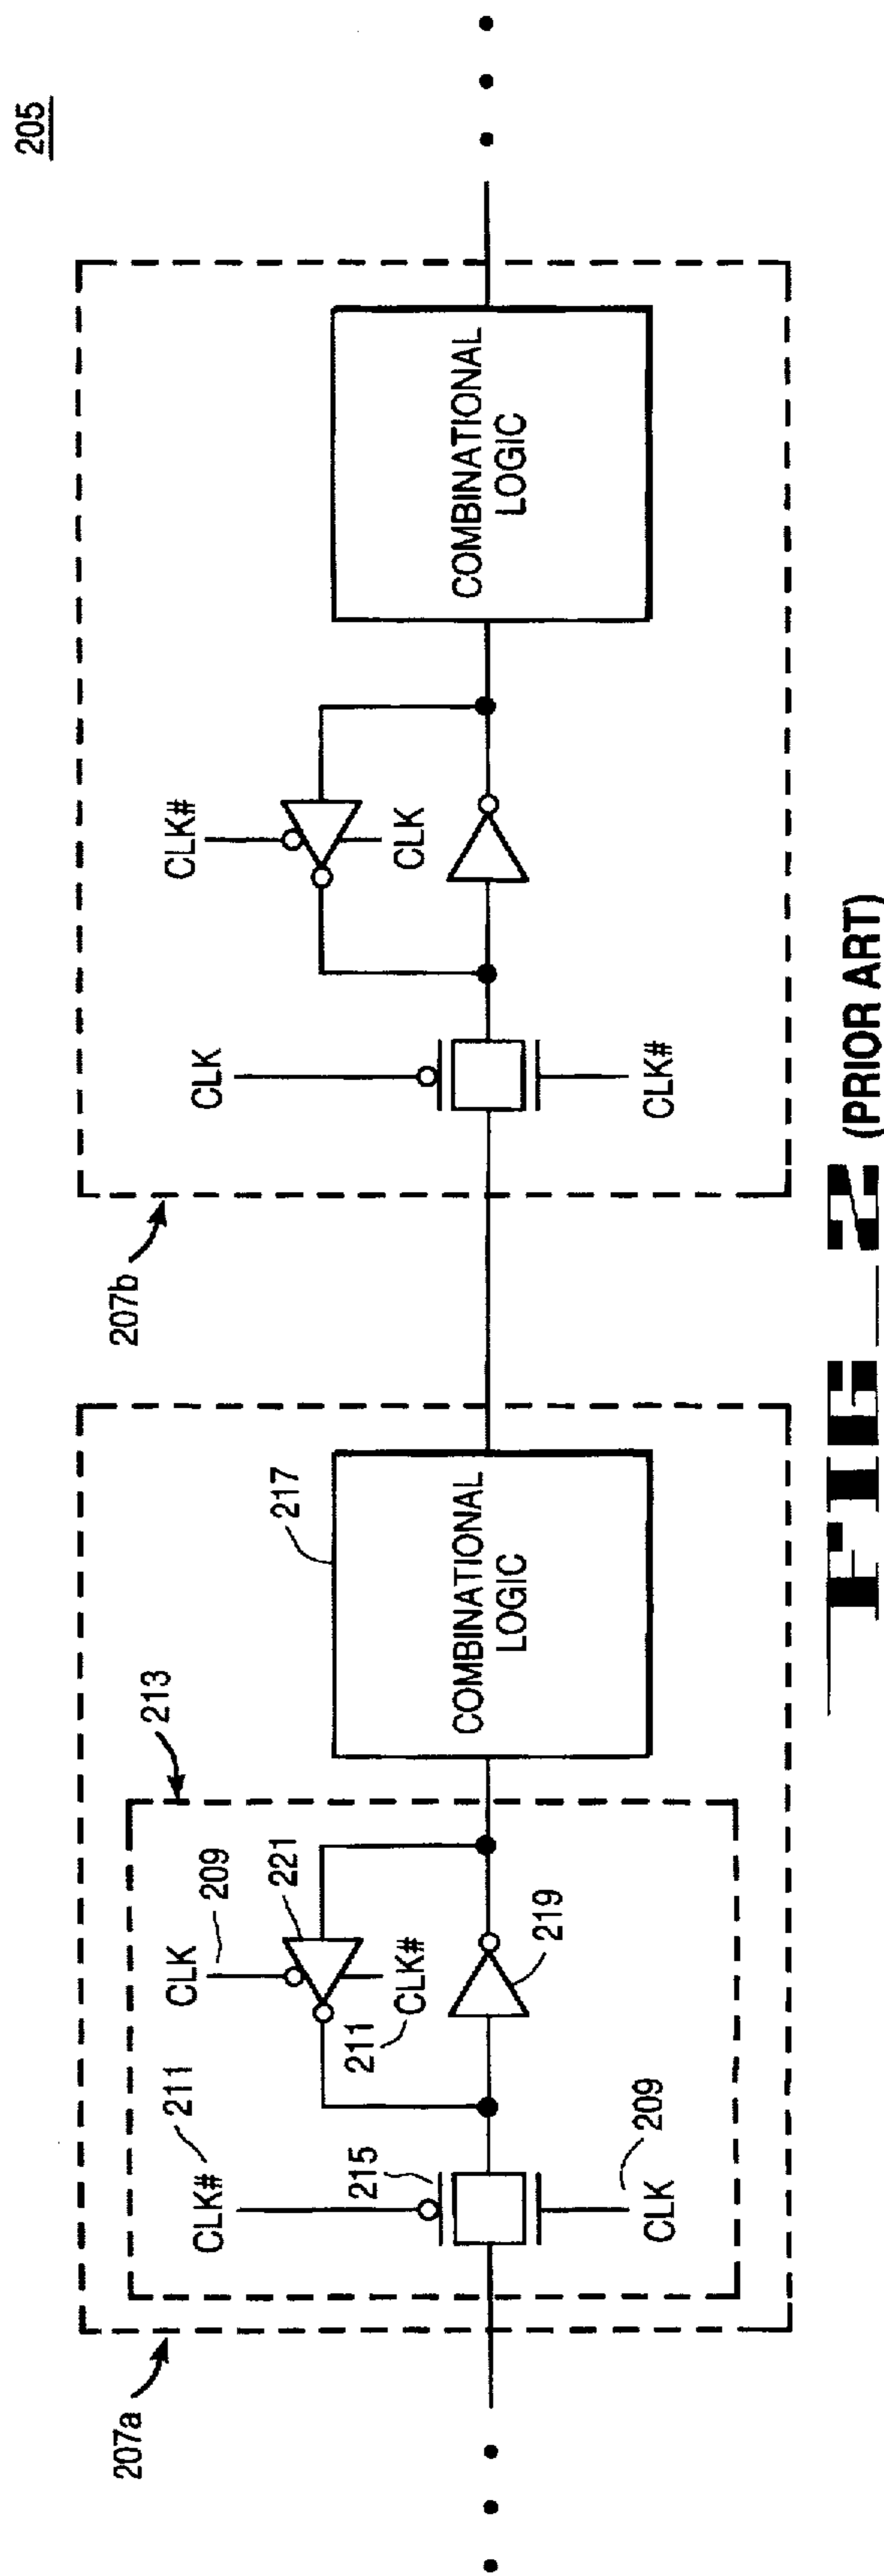 205
207a
207b
213
CLK#
211
CLK
209
221
215
211
CLK#
219
CLK
209
217
COMBINATIONAL
LOGIC
CLK
CLK#
CLK#
CLK
COMBINATIONAL
LOGIC
FIG_2 (PRIOR ART)